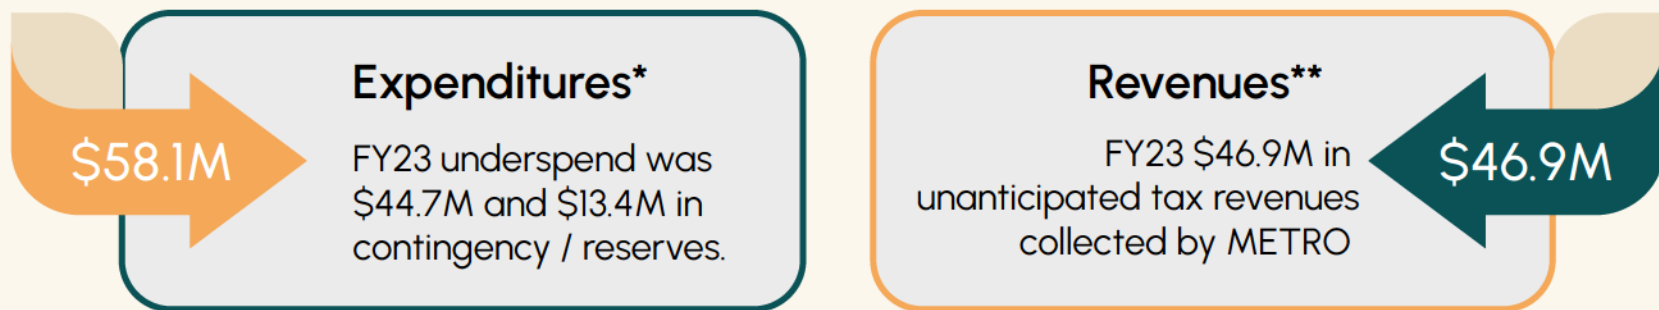 $58.1M
Expenditures*
FY23 underspend was
$44.7M and $13.4M in
contingency / reserves.
Revenues**
FY23 $46.9M in
unanticipated tax revenues
collected by METRO
$46.9M